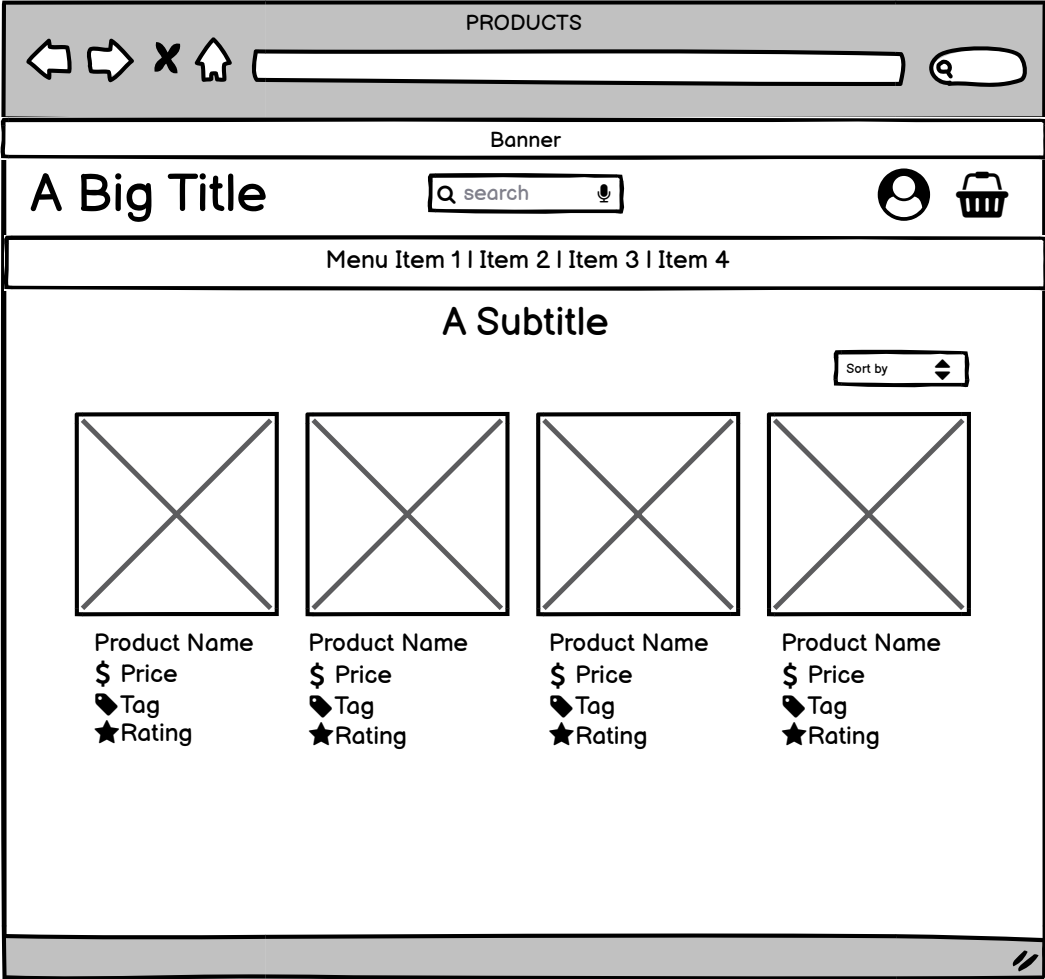 PRODUCTS
Banner
A Big Title
search
Menu Item 1 | Item 2 | Item 3 | Item 4
A Subtitle
Sort by
Product Name Product Name Product Name Product Name
$ Price $ Price $ Price $ Price
Tag Tag Tag Tag
Rating Rating Rating Rating